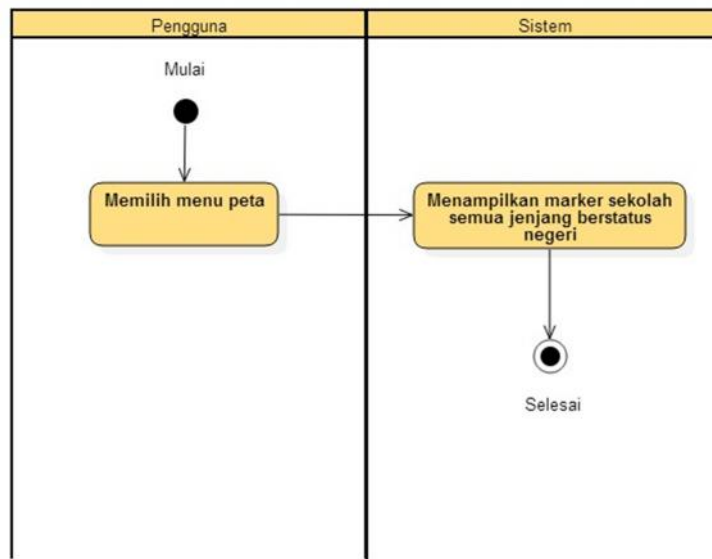 Pengguna
Sistem
Mulai
Memilih menu peta
Menampilkan marker sekolah
semua jenjang berstatus
negeri
Selesai